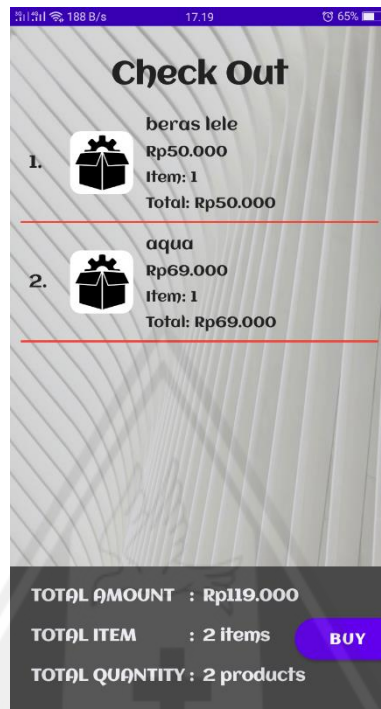 188 B/s 17.19 65%
Check Out
1.
beras lele
Rp50.000
Item: 1
Total: Rp50.000
2.
aqua
Rp69.000
Item: 1
Total: Rp69.000
TOTAL AMOUNT : Rp119.000
TOTAL ITEM : 2 items
BUY
TOTAL QUANTITY : 2 products